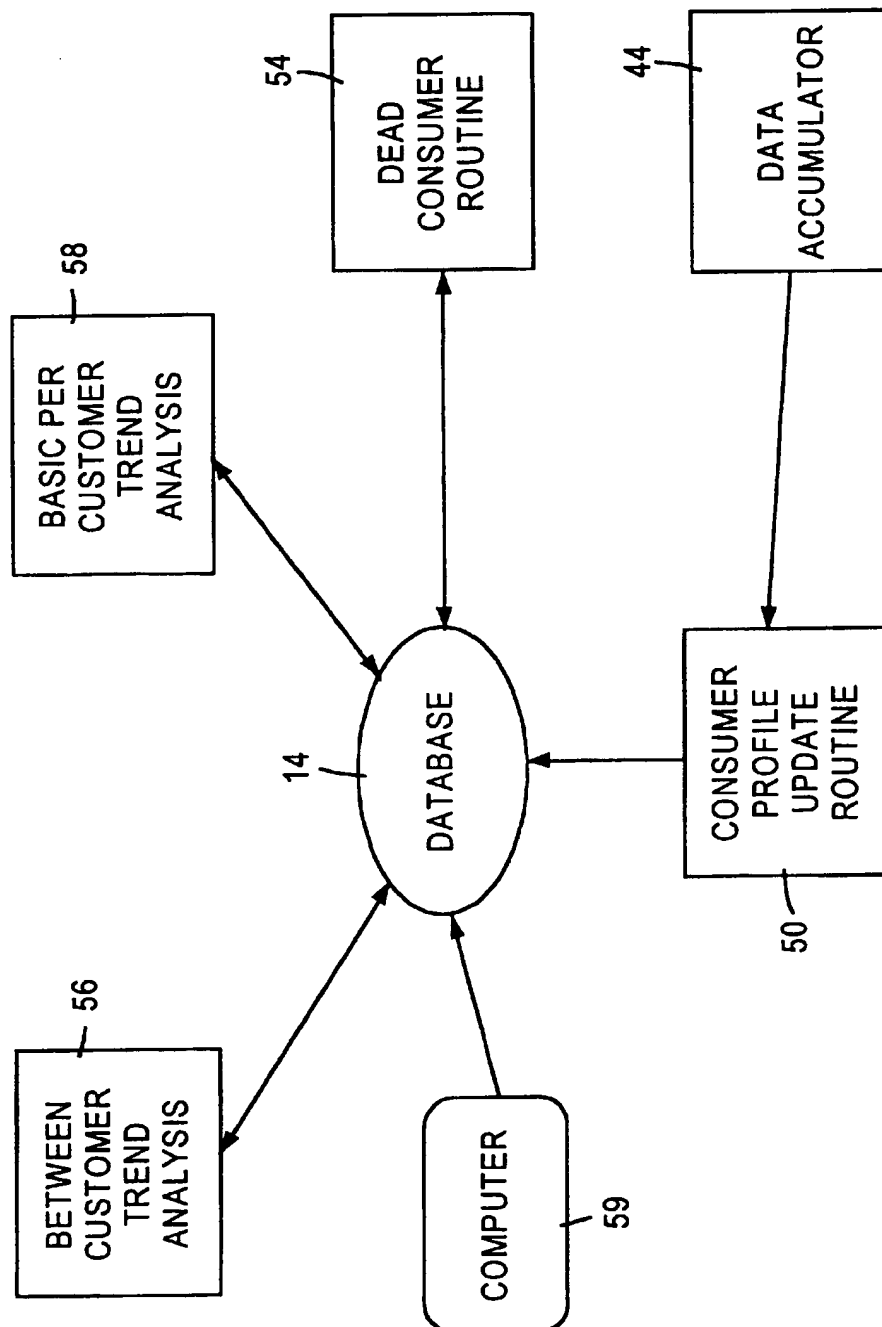 BETWEEN
CUSTOMER
TREND
ANALYSIS
56
BASIC PER
CUSTOMER
TREND
ANALYSIS
58
14
DATABASE
54
DEAD
CONSUMER
ROUTINE
COMPUTER
59
CONSUMER
PROFILE
UPDATE
ROUTINE
50
44
DATA
ACCUMULATOR